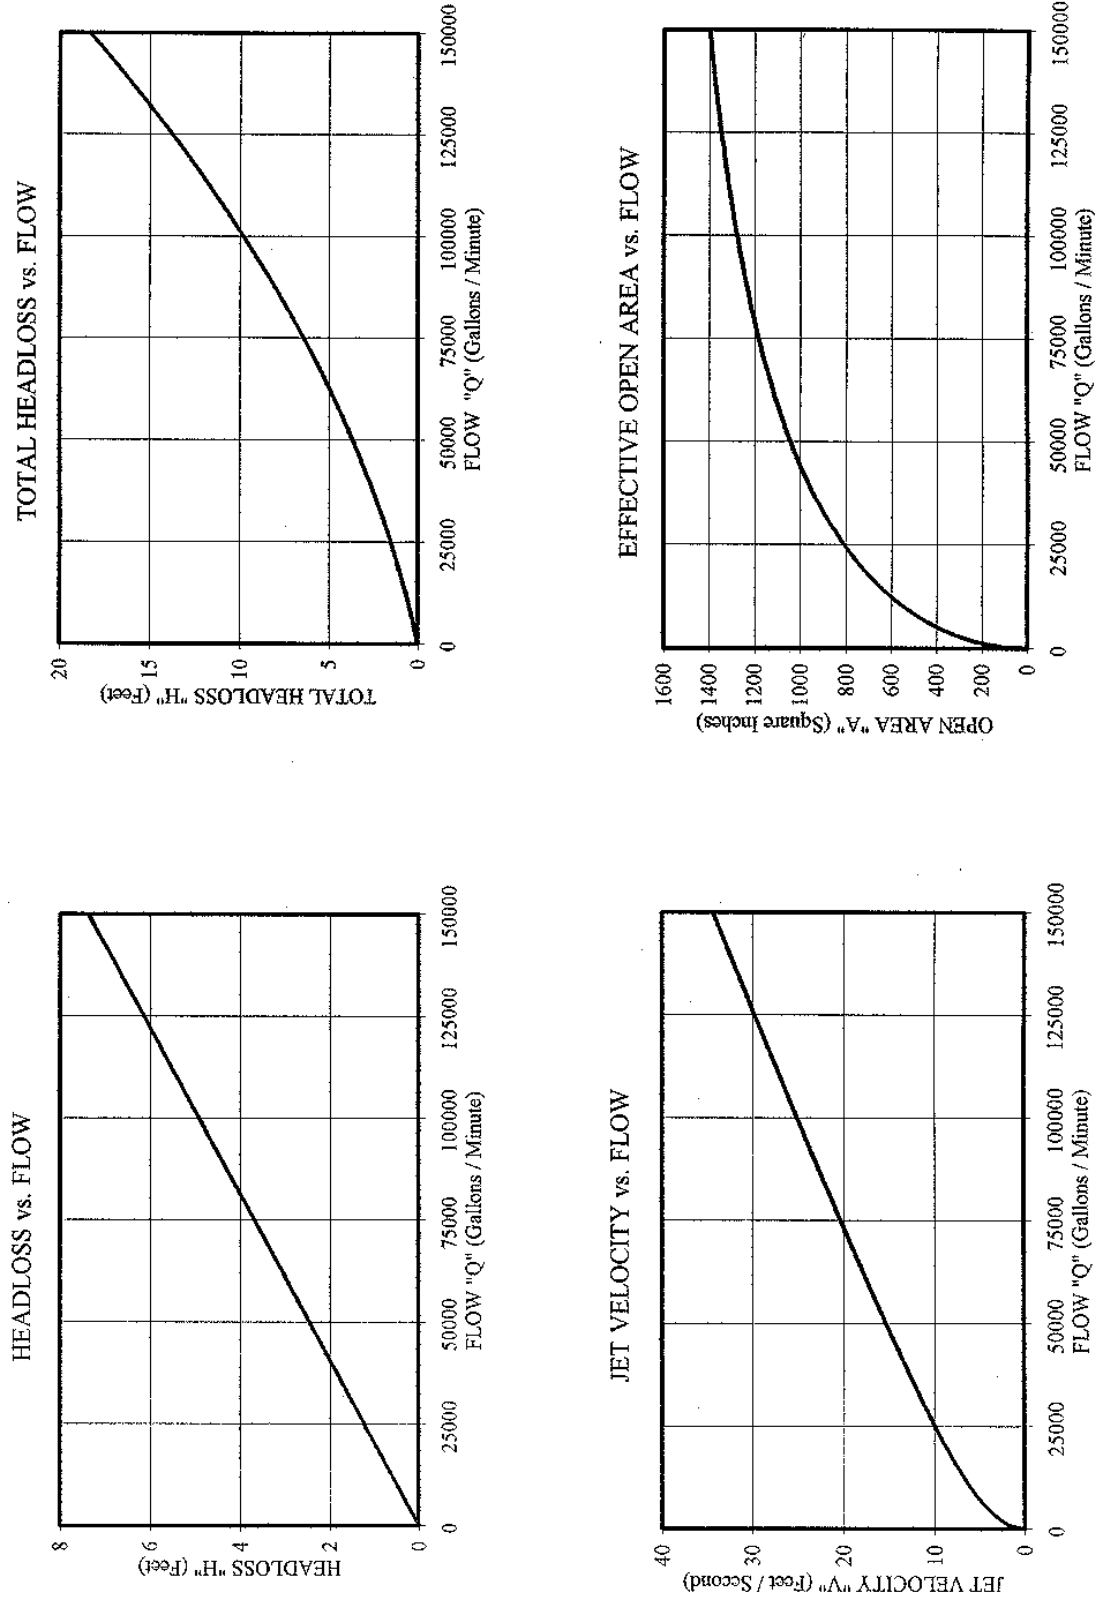 HEADLOSS vs. FLOW
HEADLOSS "H" (Feet)
8
6
4
2
0
0 25000 50000 75000 100000 125000 150000
FLOW "Q" (Gallons / Minute)
TOTAL HEADLOSS vs. FLOW
TOTAL HEADLOSS "H" (Feet)
20
15
10
5
0
0 25000 50000 75000 100000 125000 150000
FLOW "Q" (Gallons / Minute)
JET VELOCITY vs. FLOW
JET VELOCITY "V" (Feet / Second)
40
30
20
10
0
0 25000 50000 75000 100000 125000 150000
FLOW "Q" (Gallons / Minute)
EFFECTIVE OPEN AREA vs. FLOW
OPEN AREA "A" (Square Inches)
1600
1400
1200
1000
800
600
400
200
0
0 25000 50000 75000 100000 125000 150000
FLOW "Q" (Gallons / Minute)